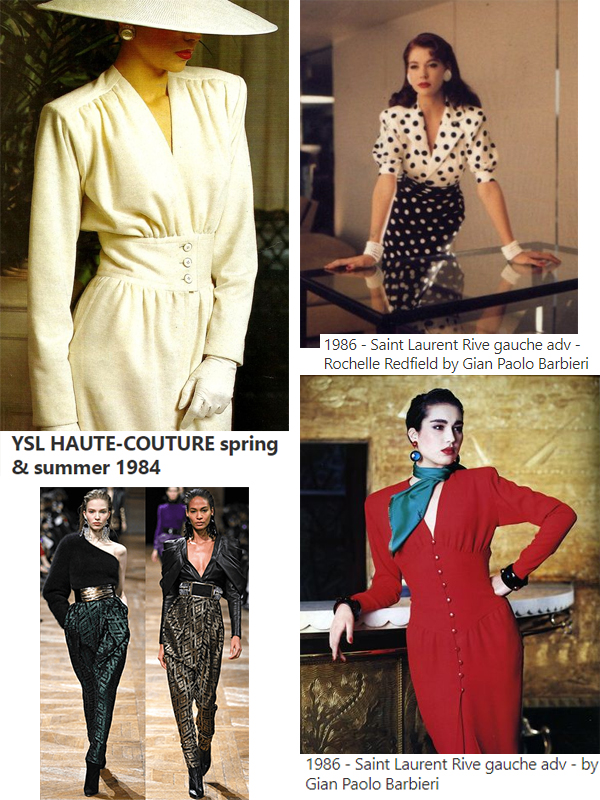 1986 - Saint Laurent Rive gauche adv -
Rochelle Redfield by Gian Paolo Barbieri
YSL HAUTE-COUTURE spring
& summer 1984
1986 - Saint Laurent Rive gauche adv - by
Gian Paolo Barbieri